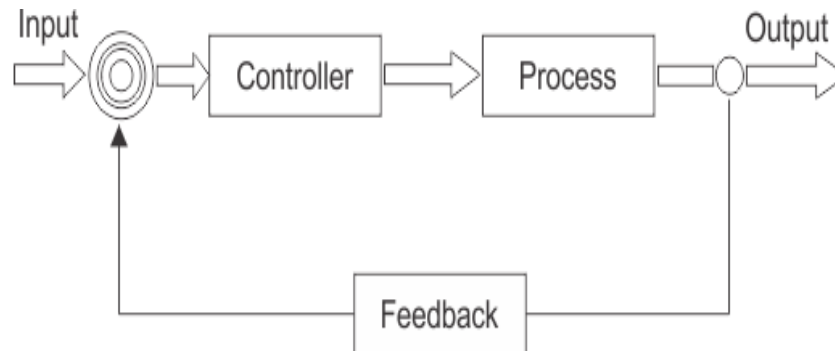 Input
Output
Controller
Process
Feedback